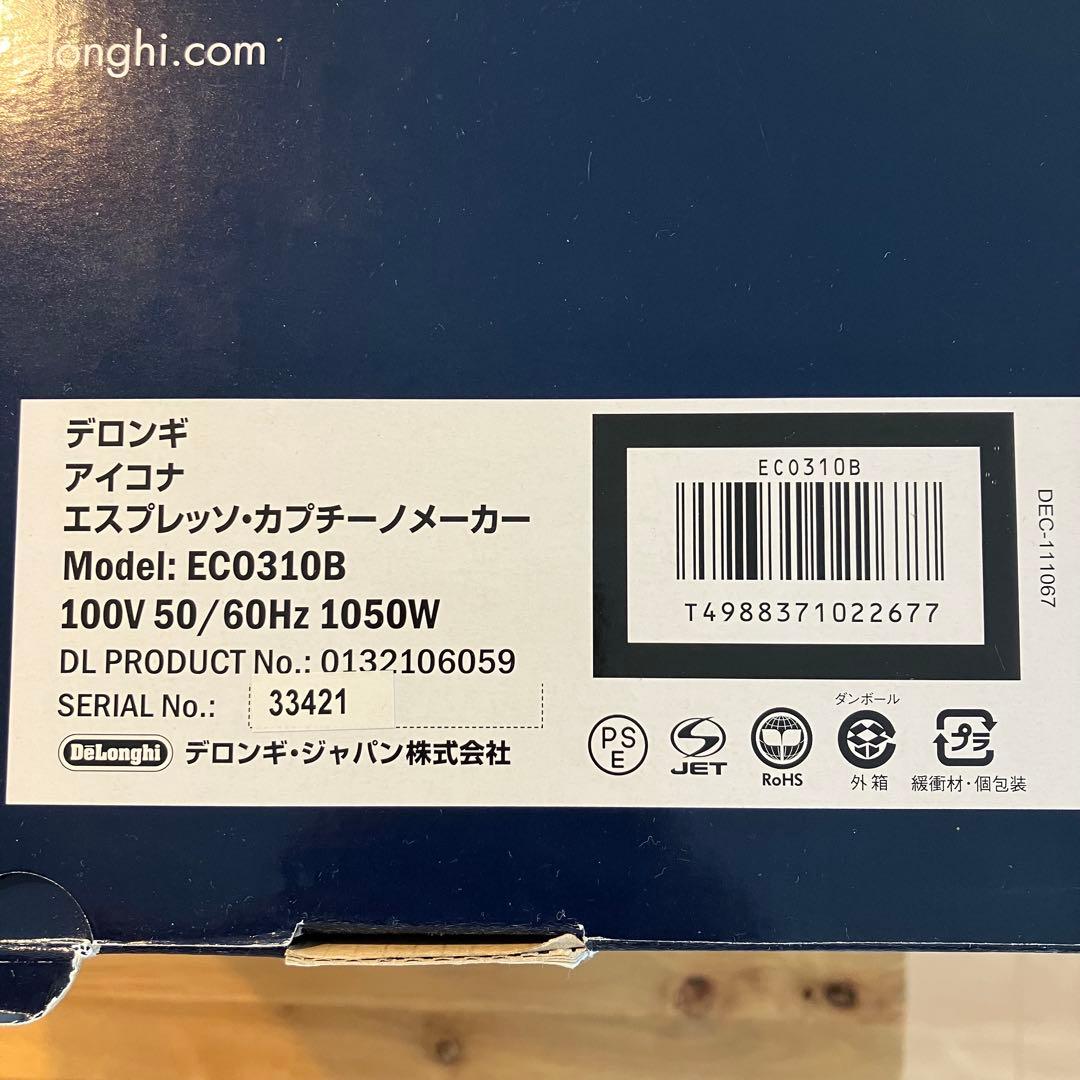 longhi.com
デロンギ
アイコナ
エスプレッソ・カプチーノメーカー
Model: ECO310B
100V 50/60Hz 1050W
DL PRODUCT No.: 0132106059
SERIAL No.: 33421
DēLonghi デロンギ・ジャパン株式会社
ECO310B
T4988371022677
DEC-111067
PS
E
JET
RoHS
ダンボール
外箱
プラ
緩衝材・個包装